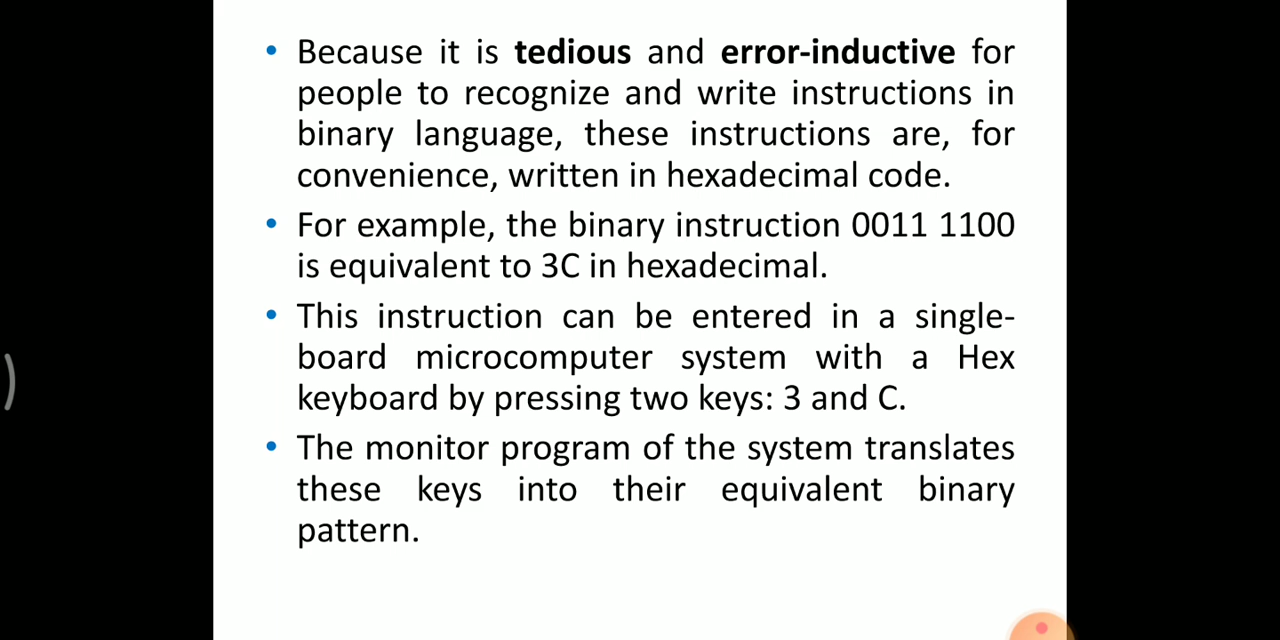 • Because it is tedious and error-inductive for
people to recognize and write instructions in
binary language, these instructions are, for
convenience, written in hexadecimal code.
• For example, the binary instruction 0011 1100
is equivalent to 3C in hexadecimal.
• This instruction can be entered in a single-
board microcomputer system with a Hex
keyboard by pressing two keys: 3 and C.
• The monitor program of the system translates
these keys into their equivalent binary
pattern.